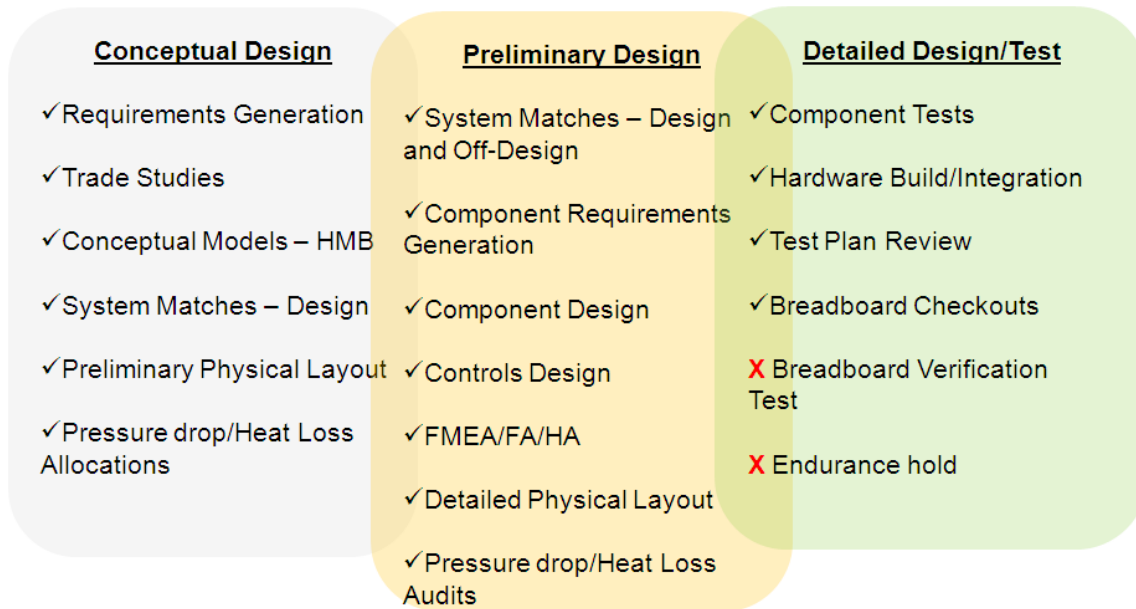 Conceptual Design
✓Requirements Generation
✓Trade Studies
✓Conceptual Models – HMB
✓System Matches – Design
✓Preliminary Physical Layout
✓Pressure drop/Heat Loss
Allocations
Preliminary Design
✓System Matches – Design
and Off-Design
✓Component Requirements
Generation
✓Component Design
✓Controls Design
✓FMEA/FA/HA
✓Detailed Physical Layout
✓Pressure drop/Heat Loss
Audits
Detailed Design/Test
✓Component Tests
✓Hardware Build/Integration
✓Test Plan Review
✓Breadboard Checkouts
X Breadboard Verification
Test
X Endurance hold